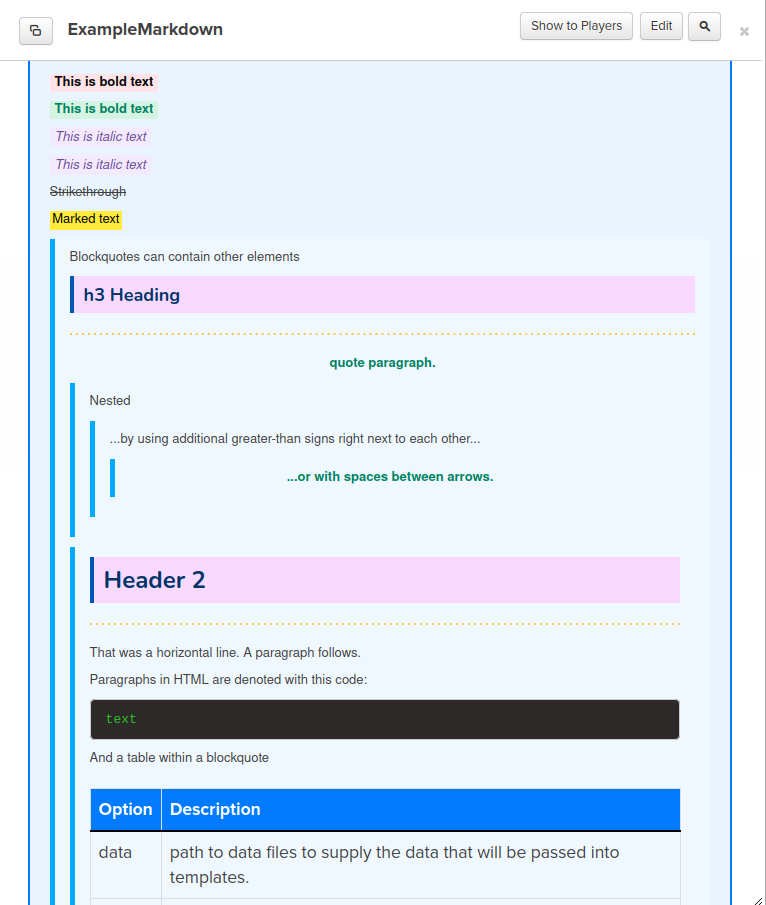 ExampleMarkdown
Show to Players
Edit
This is bold text
This is bold text
This is italic text
This is italic text
Strikethrough
Marked text
Blockquotes can contain other elements
h3 Heading
quote paragraph.
Nested
...by using additional greater-than signs right next to each other...
...or with spaces between arrows.
Header 2
That was a horizontal line. A paragraph follows.
Paragraphs in HTML are denoted with this code:
text
And a table within a blockquote
Option Description
data path to data files to supply the data that will be passed into
templates.